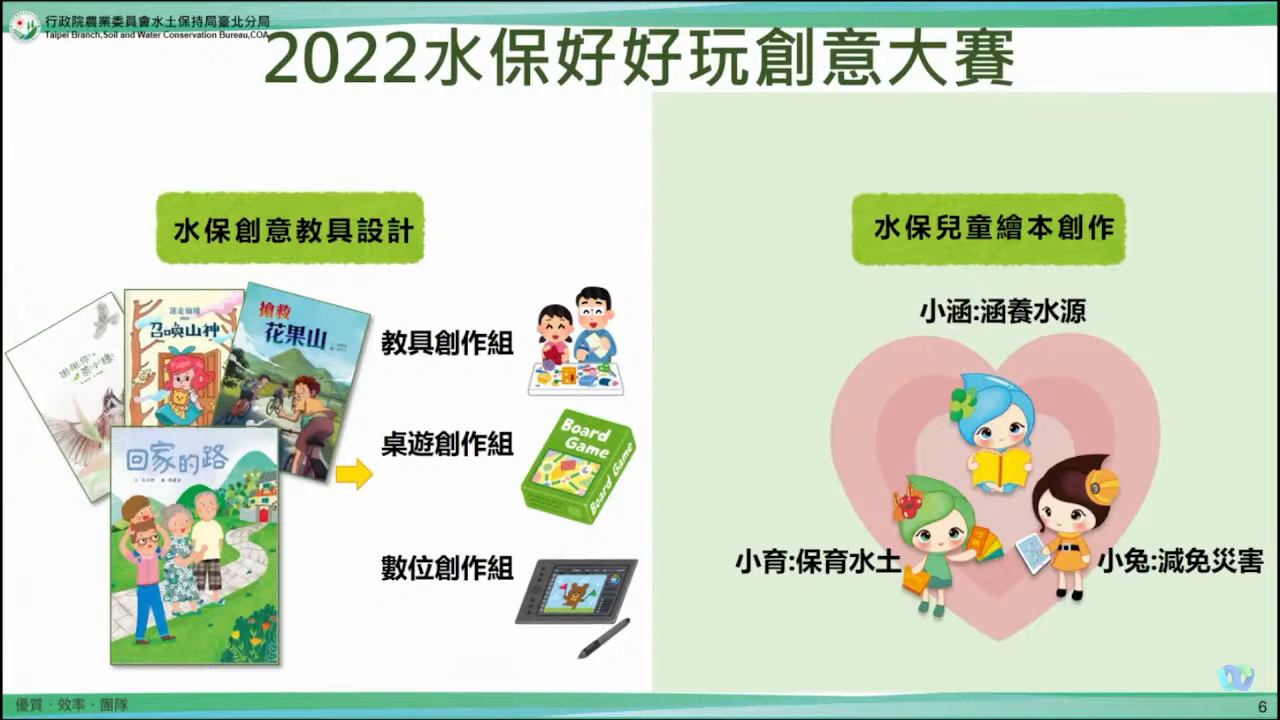 行政院農業委員會水土保持局臺北分局
Taipei Branch,Soil and Water Conservation Bureau,COA
2022水保好好玩創意大賽
水保創意教具設計
召喚山神
搶救
花果山
回家的路
教具創作組
桌遊創作組
Board
Game
Board Game
數位創作組
水保兒童繪本創作
小涵:涵養水源
小育:保育水土
小兔:減免災害
優質．效率．團隊
6